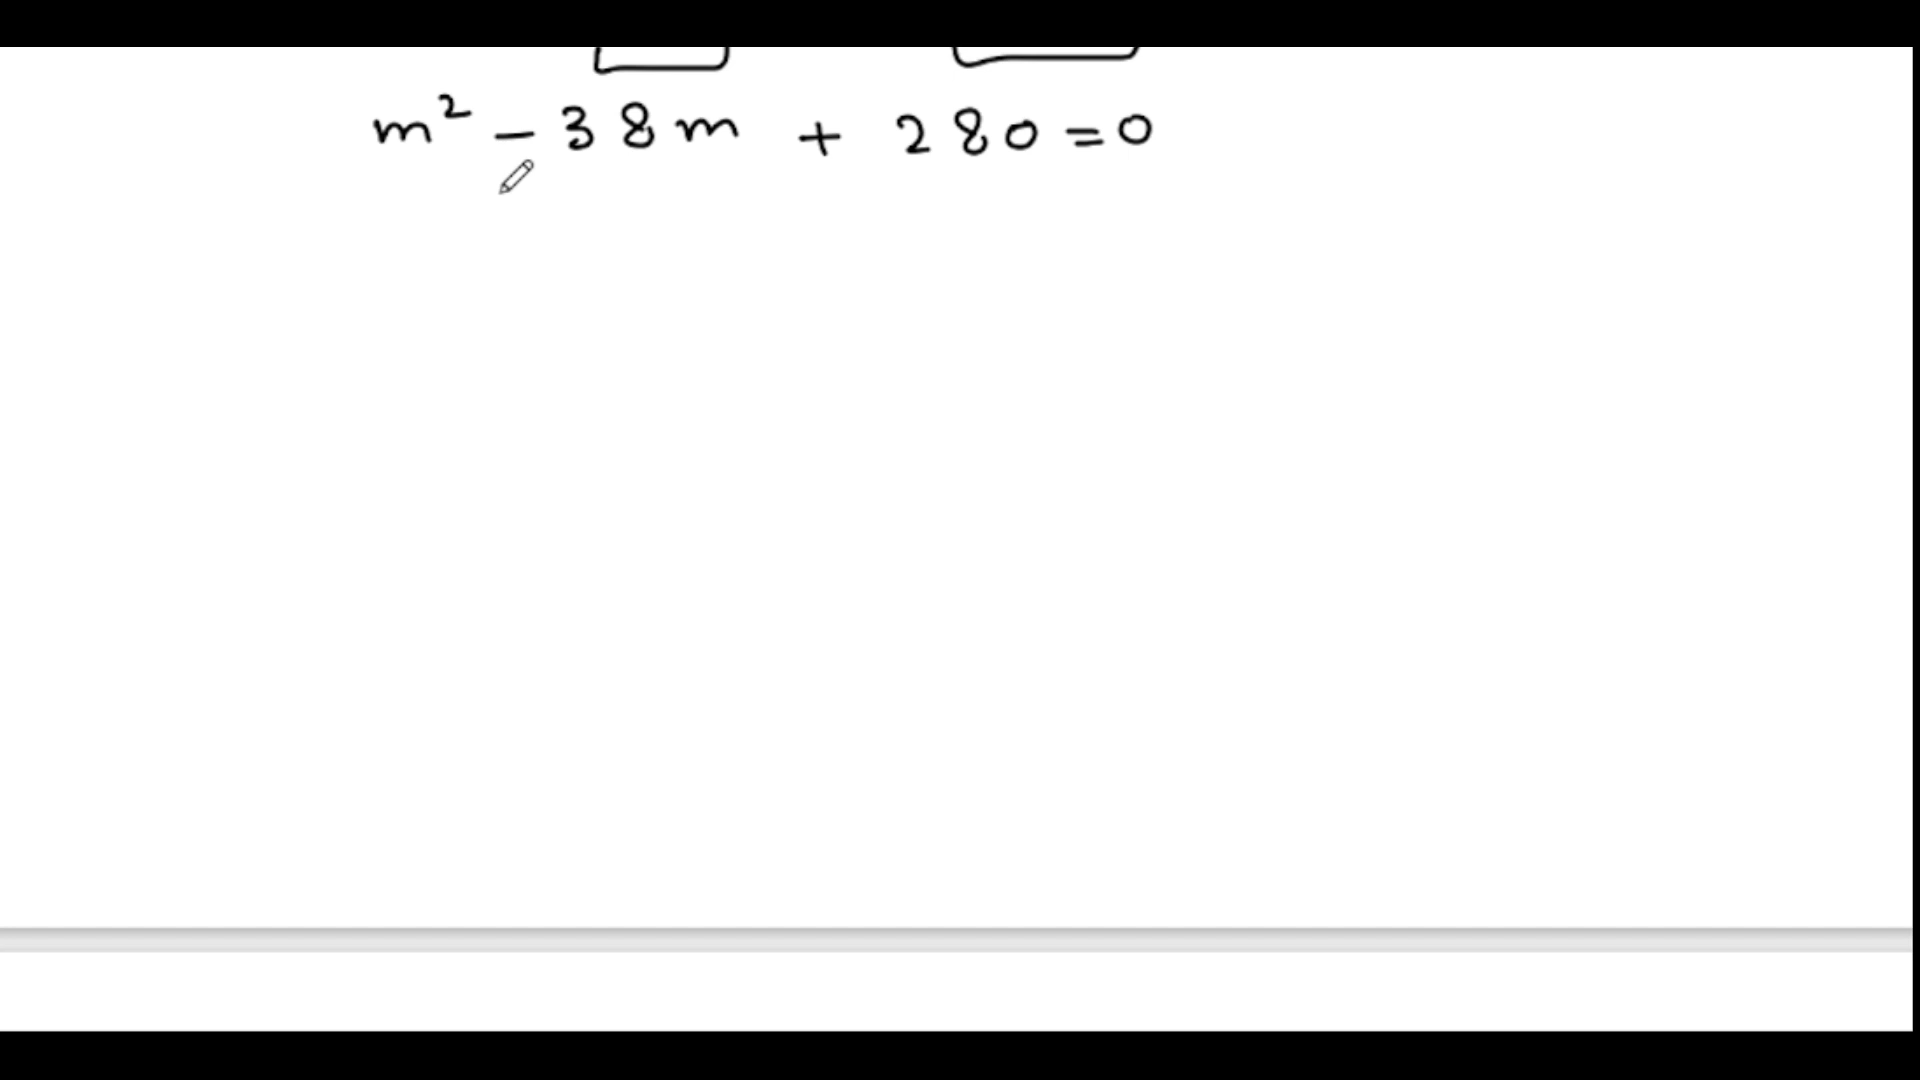 m² - 38m + 280 = 0